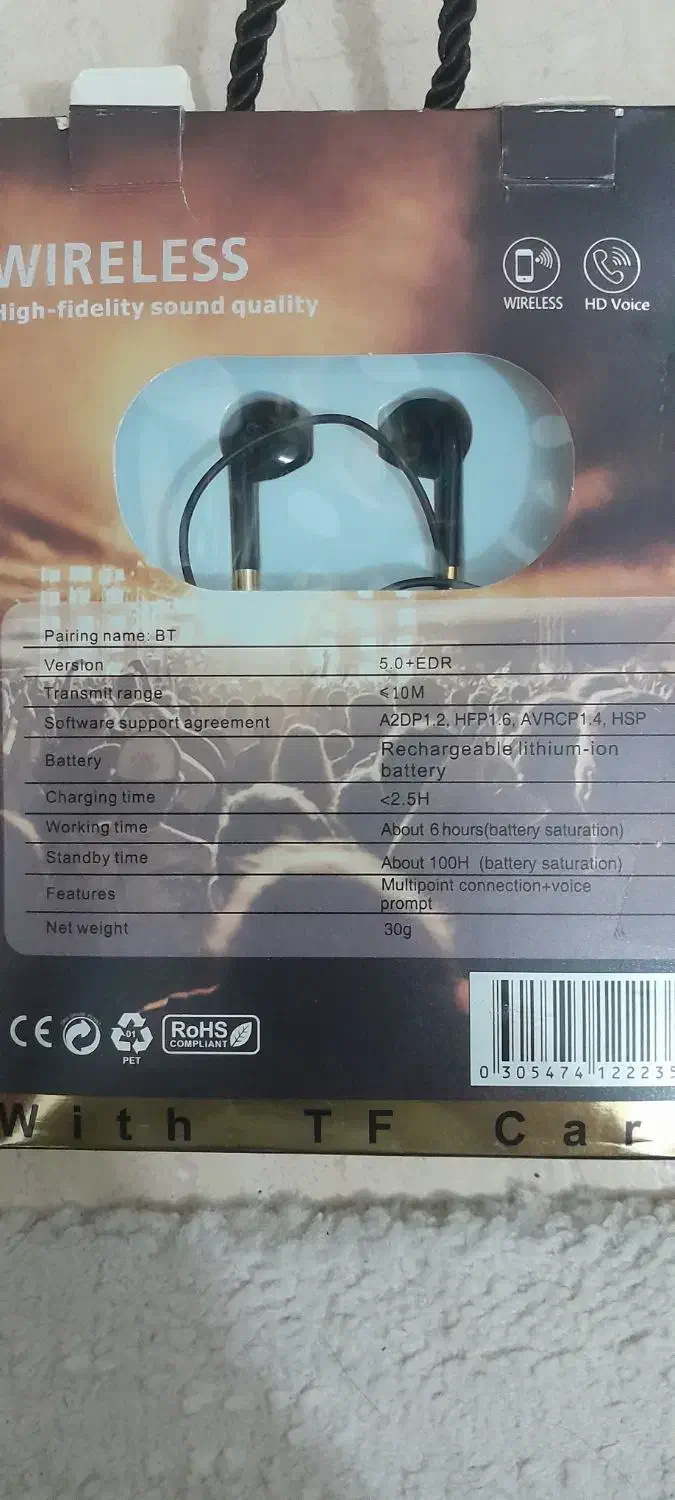 WIRELESS
High-fidelity sound quality
WIRELESS HD Voice
Pairing name: BT
Version 5.0+EDR
Transmit range ≤10M
Software support agreement A2DP1.2, HFP1.6, AVRCP1.4, HSP
Battery Rechargeable lithium-ion
battery
Charging time <2.5H
Working time About 6 hours(battery saturation)
Standby time About 100H (battery saturation)
Features Multipoint connection+voice
prompt
Net weight 30g
CE
01
PET
RoHS
COMPLIANT
0 305474 122235
With TF Car